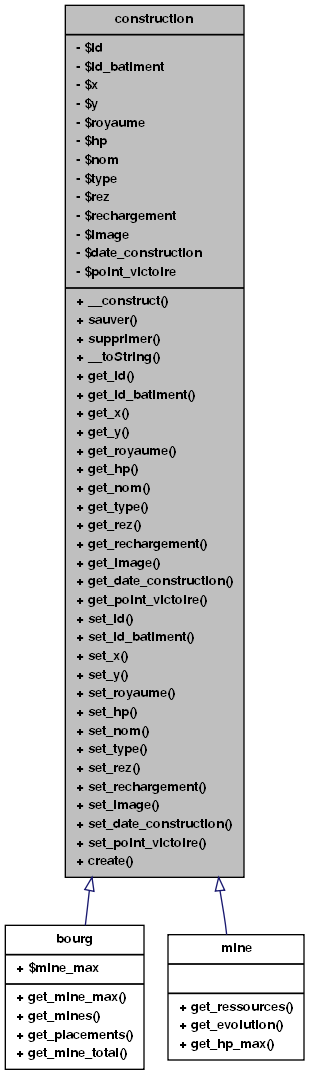 construction
- $id
- $id_batiment
- $x
- $y
- $royaume
- $hp
- $nom
- $type
- $rez
- $rechargement
- $image
- $date_construction
- $point_victoire
+ __construct()
+ sauver()
+ supprimer()
+ __toString()
+ get_id()
+ get_id_batiment()
+ get_x()
+ get_y()
+ get_royaume()
+ get_hp()
+ get_nom()
+ get_type()
+ get_rez()
+ get_rechargement()
+ get_image()
+ get_date_construction()
+ get_point_victoire()
+ set_id()
+ set_id_batiment()
+ set_x()
+ set_y()
+ set_royaume()
+ set_hp()
+ set_nom()
+ set_type()
+ set_rez()
+ set_rechargement()
+ set_image()
+ set_date_construction()
+ set_point_victoire()
+ create()
bourg
+ $mine_max
+ get_mine_max()
+ get_mines()
+ get_placements()
+ get_mine_total()
mine
+ get_ressources()
+ get_evolution()
+ get_hp_max()